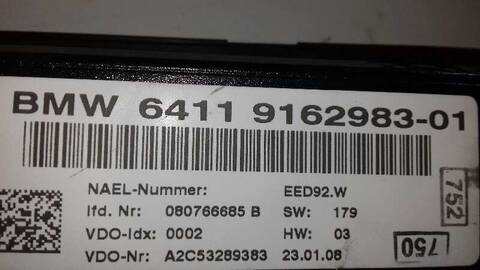 BMW 6411 9162983-01
NAEL-Nummer: EED92.W
lfd. Nr: 080766685 B SW: 179
VDO-Idx: 0002 HW: 03
VDO-Nr: A2C53289383 23.01.08
752
750